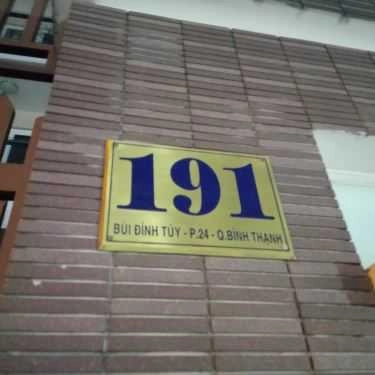 191
BÙI ĐÌNH TÚY - P.24 - Q.BÌNH THẠNH